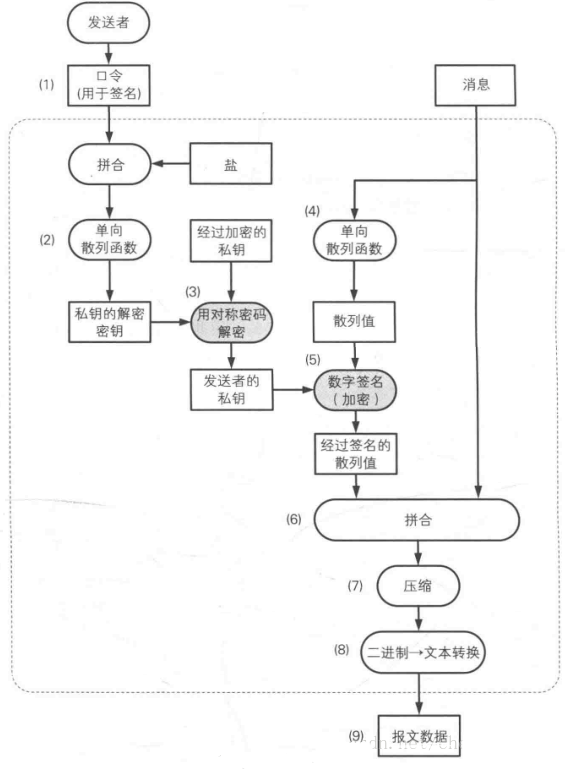 发送者
(1)
口令
(用于签名)
消息
拼合
盐
(2)
单向
散列函数
经过加密的
私钥
(4)
单向
散列函数
私钥的解密
密钥
(3)
用对称密码
解密
散列值
发送者的
私钥
(5)
数字签名
(加密)
经过签名的
散列值
(6)
拼合
(7)
压缩
(8)
二进制→文本转换
(9)
报文数据